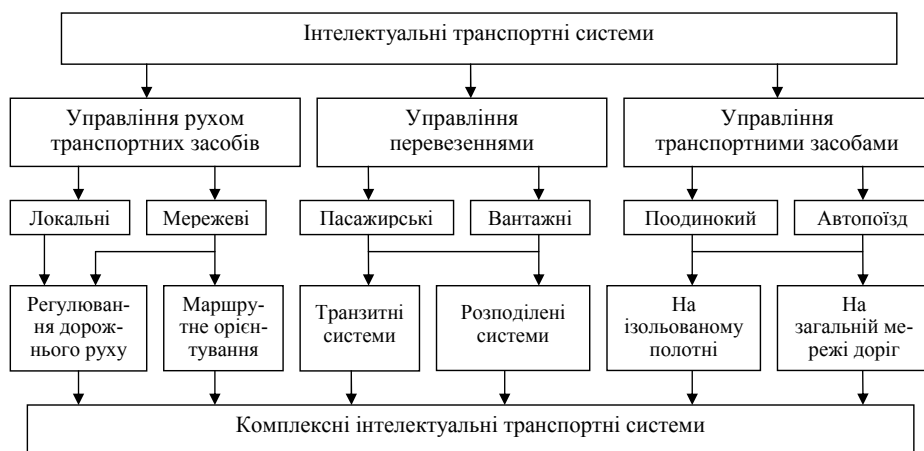 Інтелектуальні транспортні системи
Управління рухом
транспортних засобів
Управління
перевезеннями
Управління
транспортними засобами
Локальні
Мережеві
Пасажирські
Вантажні
Поодинокий
Автопоїзд
Регулюван-
ня дорож-
нього руху
Маршру-
тне орієн-
тування
Транзитні
системи
Розподілені
системи
На
ізольованому
полотні
На
загальній ме-
режі доріг
Комплексні інтелектуальні транспортні системи